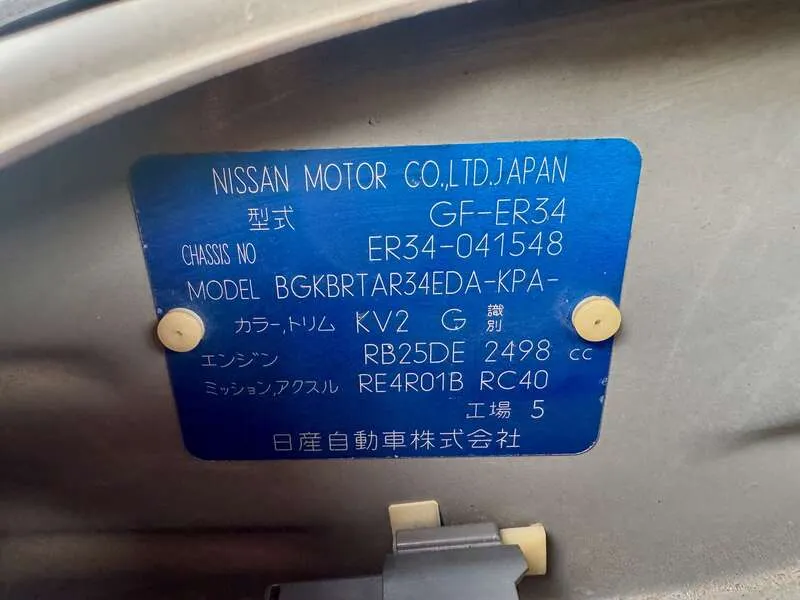 NISSAN MOTOR CO.,LTD.JAPAN
型式 GF-ER34
CHASSIS NO ER34-041548
MODEL BGKBRTAR34EDA-KPA-
カラー,トリム KV2 G 識別
エンジン RB25DE 2498 cc
ミッション,アクスル RE4R01B RC40
工場 5
日産自動車株式会社